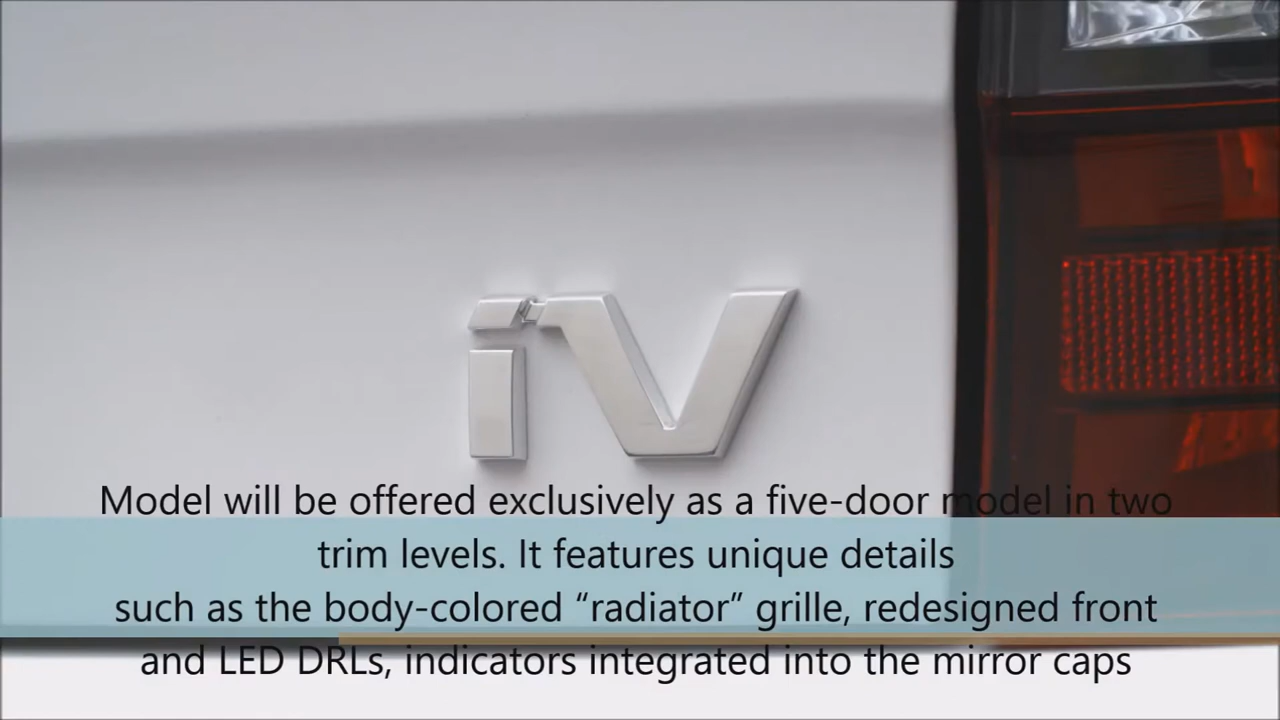 iV
Model will be offered exclusively as a five-door model in two
trim levels. It features unique details
such as the body-colored “radiator” grille, redesigned front
and LED DRLs, indicators integrated into the mirror caps